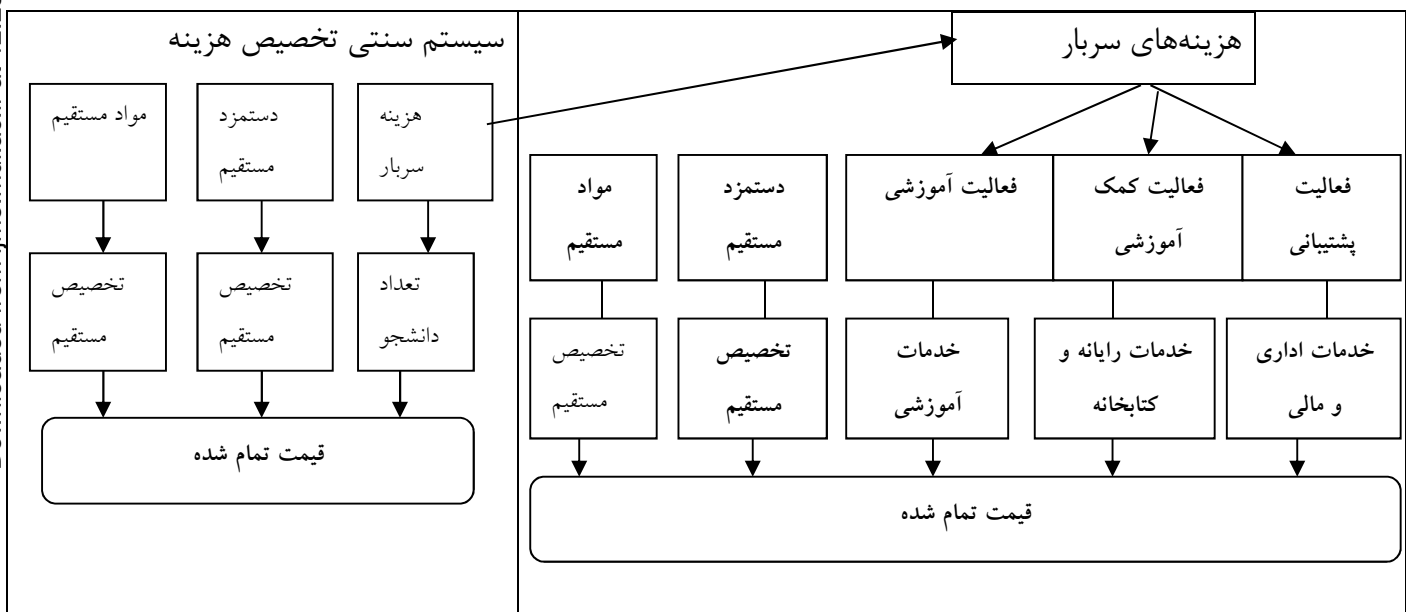 سیستم سنتی تخصیص هزینه
مواد مستقیم
دستمزد
مستقیم
هزینه
سربار
تخصیص
مستقیم
تخصیص
مستقیم
تعداد
دانشجو
قیمت تمام شده
هزینه‌های سربار
مواد
مستقیم
دستمزد
مستقیم
فعالیت آموزشی
فعالیت کمک
آموزشی
فعالیت
پشتیبانی
تخصیص
مستقیم
تخصیص
مستقیم
خدمات
آموزشی
خدمات رایانه و
کتابخانه
خدمات اداری
و مالی
قیمت تمام شده